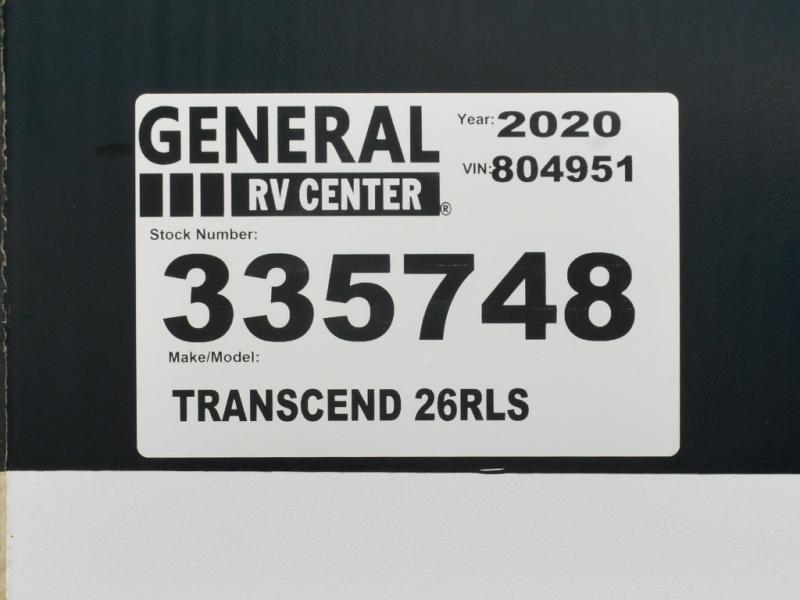 GENERAL
RV CENTER®
Year: 2020
VIN: 804951
Stock Number:
335748
Make/Model:
TRANSCEND 26RLS